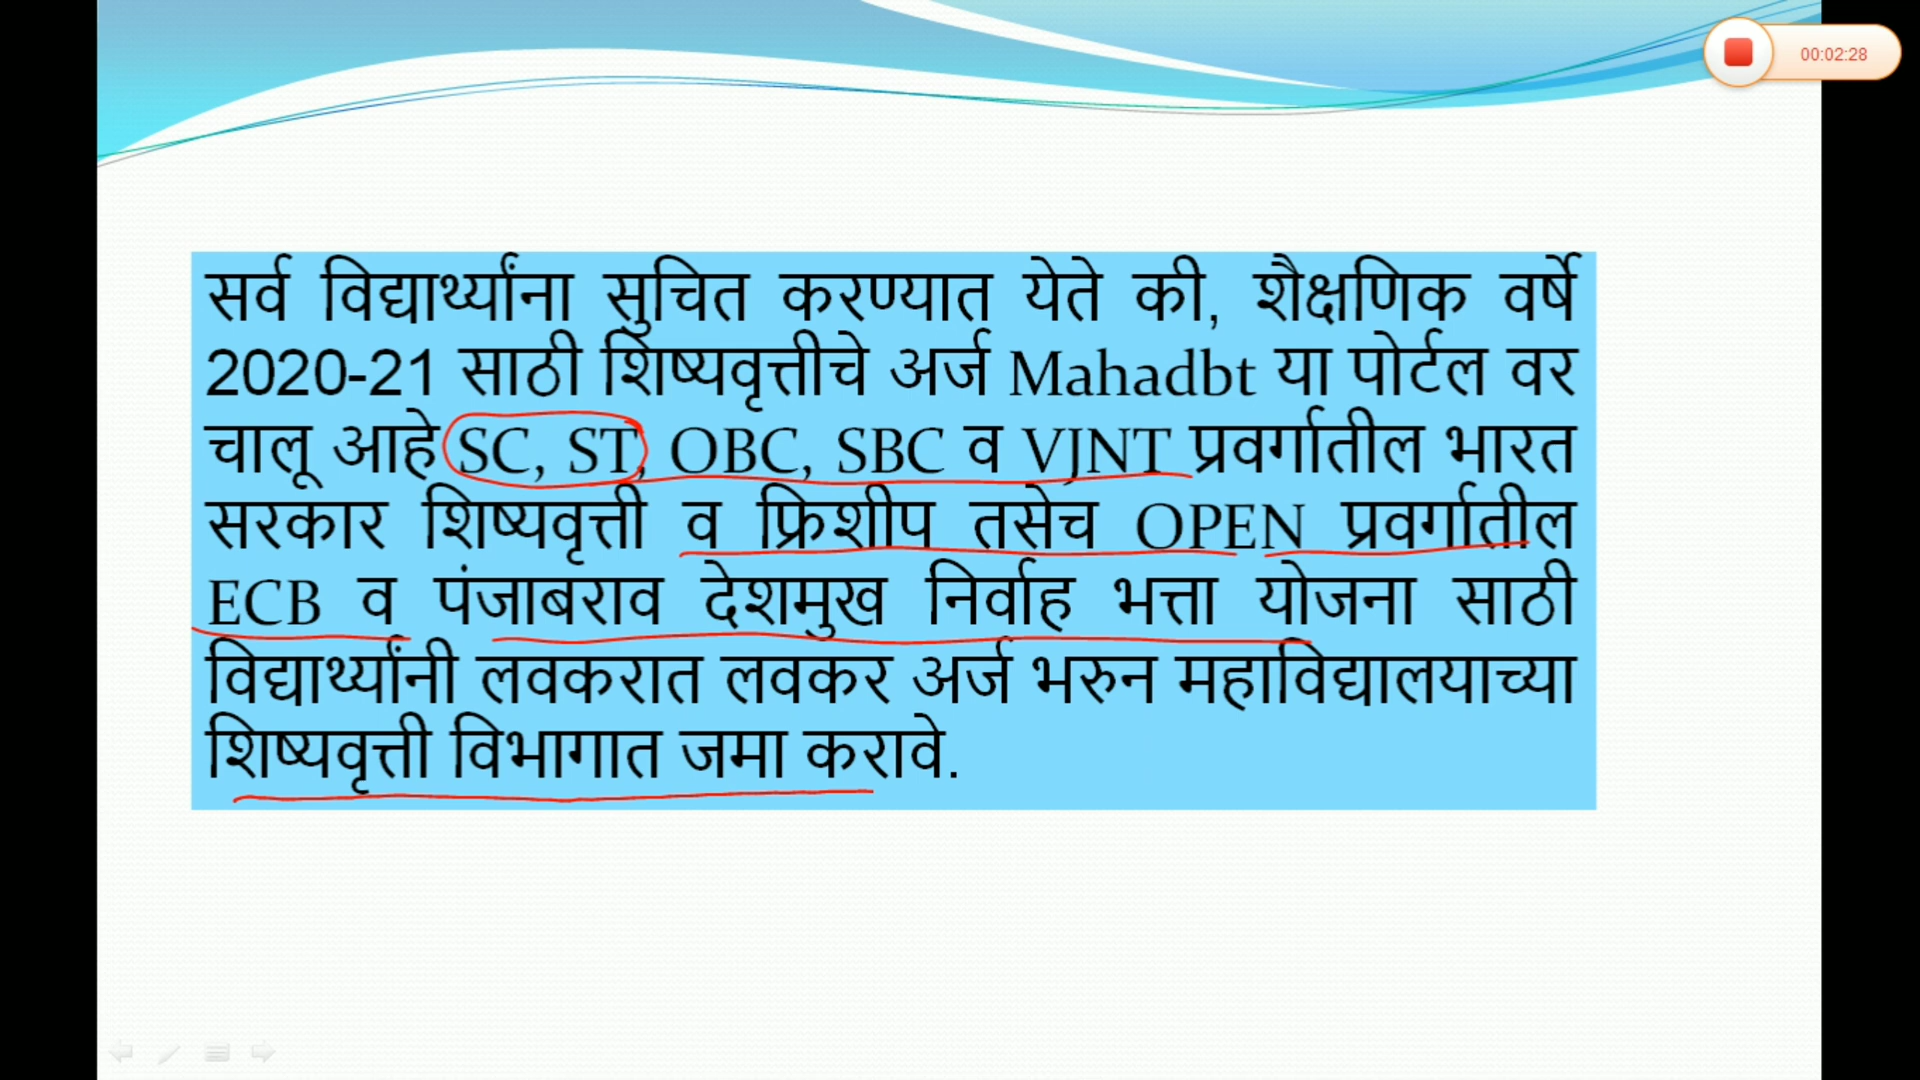 00:02:28
सर्व विद्यार्थ्यांना सुचित करण्यात येते की, शैक्षणिक वर्षे
2020-21 साठी शिष्यवृत्तीचे अर्ज Mahadbt या पोर्टल वर
चालू आहे SC, ST, OBC, SBC व VJNT प्रवर्गातील भारत
सरकार शिष्यवृत्ती व फ्रिशीप तसेच OPEN प्रवर्गातील
ECB व पंजाबराव देशमुख निर्वाह भत्ता योजना साठी
विद्यार्थ्यांनी लवकरात लवकर अर्ज भरुन महाविद्यालयाच्या
शिष्यवृत्ती विभागात जमा करावे.